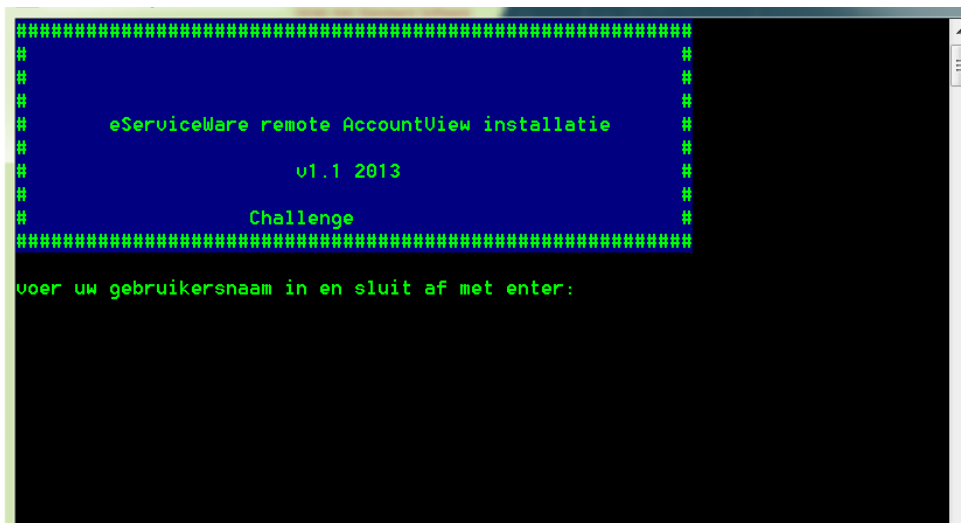 ##########################################################
#                                                        #
#                                                        #
#                                                        #
#       eServiceWare remote AccountView installatie      #
#                                                        #
#                       v1.1 2013                        #
#                                                        #
#                   Challenge                            #
##########################################################
voer uw gebruikersnaam in en sluit af met enter: